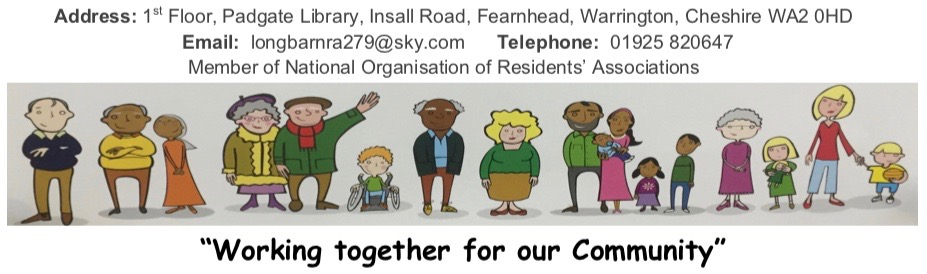 Address: 1st Floor, Padgate Library, Insall Road, Fearnhead, Warrington, Cheshire WA2 0HD
Email: longbarnra279@sky.com Telephone: 01925 820647
Member of National Organisation of Residents' Associations
“Working together for our Community”